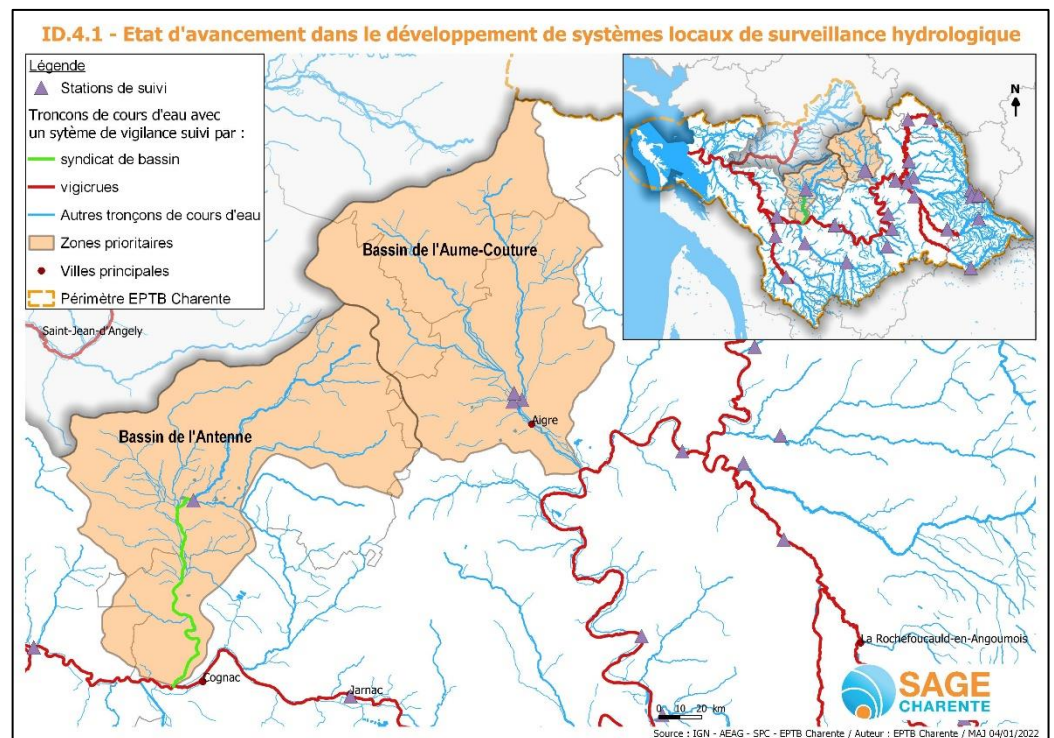 ID.4.1 - Etat d'avancement dans le développement de systèmes locaux de surveillance hydrologique
Légende
Stations de suivi
Troncons de cours d'eau avec
un sytème de vigilance suivi par :
syndicat de bassin
vigicrues
Autres tronçons de cours d'eau
Zones prioritaires
Villes principales
Périmètre EPTB Charente
N
Bassin de l'Aume-Couture
Saint-Jean-d'Angely
Aigre
Bassin de l'Antenne
La Rochefoucauld-en-Angoumois
Cognac
Jarnac
0 10 20 km
SAGE
CHARENTE
Source : IGN - AEAG - SPC - EPTB Charente / Auteur : EPTB Charente / MAJ 04/01/2022